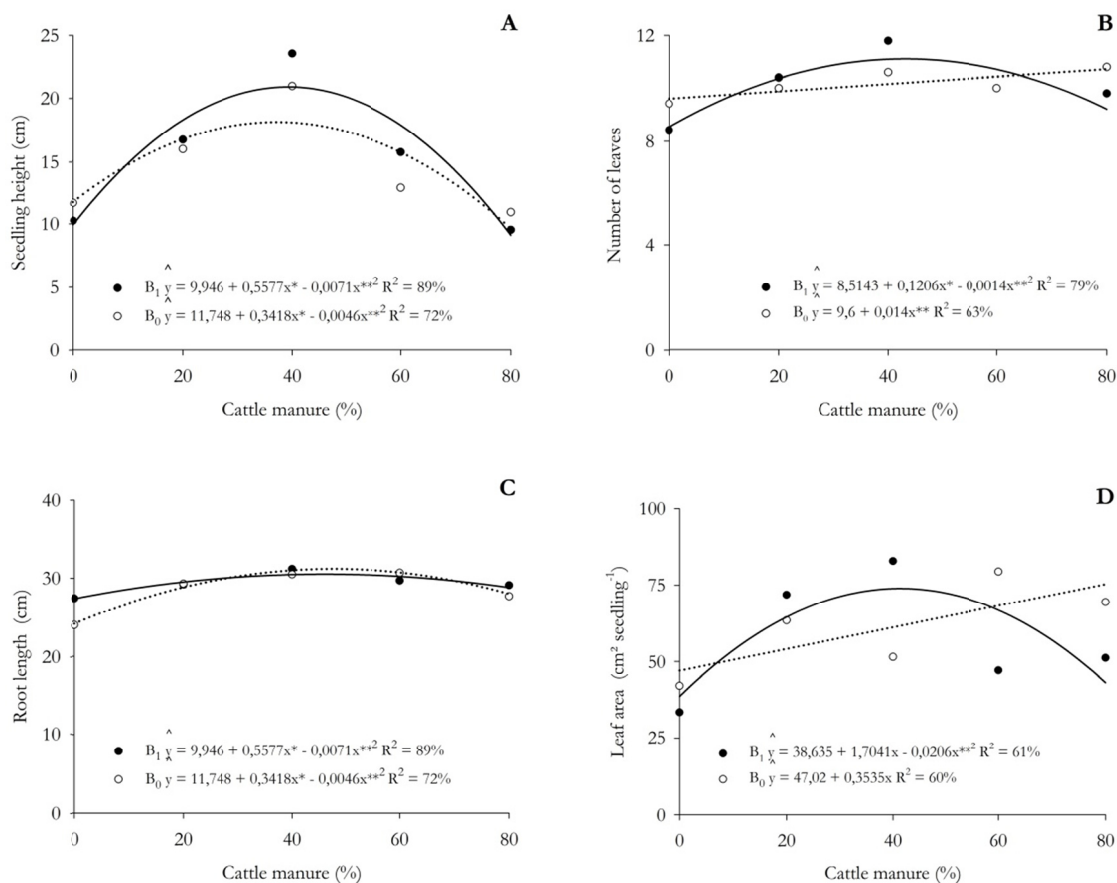 A
Seedling height (cm)
25
20
15
10
5
0
B₁ ŷ = 9,946 + 0,5577x* - 0,0071x**² R² = 89%
B₀ ŷ = 11,748 + 0,3418x* - 0,0046x**² R² = 72%
0 20 40 60 80
Cattle manure (%)
B
Number of leaves
12
8
4
0
B₁ ŷ = 8,5143 + 0,1206x* - 0,0014x**² R² = 79%
B₀ ŷ = 9,6 + 0,014x** R² = 63%
0 20 40 60 80
Cattle manure (%)
C
Root length (cm)
40
30
20
10
0
B₁ ŷ = 9,946 + 0,5577x* - 0,0071x**² R² = 89%
B₀ ŷ = 11,748 + 0,3418x* - 0,0046x**² R² = 72%
0 20 40 60 80
Cattle manure (%)
D
Leaf area (cm² seedling⁻¹)
100
75
50
25
0
B₁ ŷ = 38,635 + 1,7041x - 0,0206x**² R² = 61%
B₀ ŷ = 47,02 + 0,3535x R² = 60%
0 20 40 60 80
Cattle manure (%)